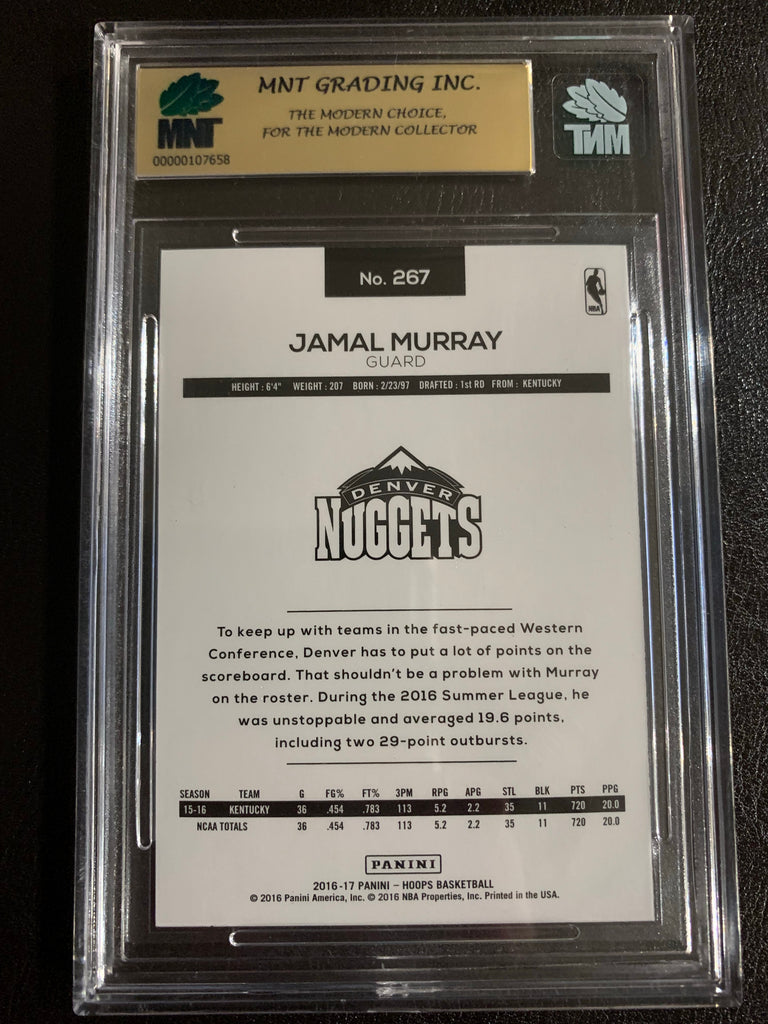 MNT GRADING INC.
THE MODERN CHOICE,
FOR THE MODERN COLLECTOR
MNT
00000107658
MNT
No. 267
NBA
JAMAL MURRAY
GUARD
HEIGHT : 6'4" WEIGHT : 207 BORN : 2/23/97 DRAFTED : 1st RD FROM : KENTUCKY
DENVER
NUGGETS
To keep up with teams in the fast-paced Western
Conference, Denver has to put a lot of points on the
scoreboard. That shouldn't be a problem with Murray
on the roster. During the 2016 Summer League, he
was unstoppable and averaged 19.6 points,
including two 29-point outbursts.
SEASON TEAM G FG% FT% 3PM RPG APG STL BLK PTS PPG
15-16 KENTUCKY 36 .454 .783 113 5.2 2.2 35 11 720 20.0
NCAA TOTALS 36 .454 .783 113 5.2 2.2 35 11 720 20.0
PANINI
2016-17 PANINI – HOOPS BASKETBALL
© 2016 Panini America, Inc. © 2016 NBA Properties, Inc. Printed in the USA.